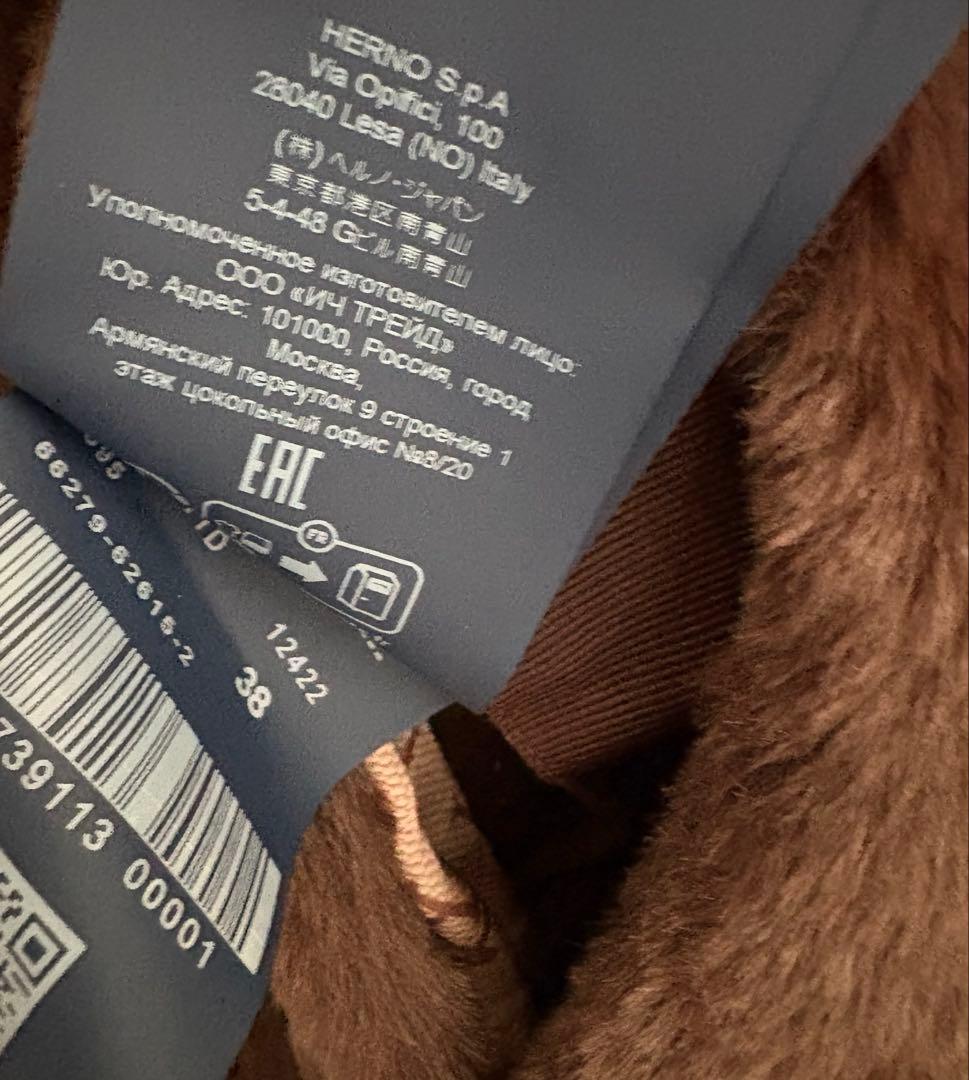 HERNO S.p.A
Via Opifici, 100
28040 Lesa (NO) Italy
(株)ヘルノ・ジャパン
東京都港区南青山
5-4-48 Gビル南青山
Уполномоченное изготовителем лицо:
ООО «ИЧ ТРЕЙД»
Юр. Адрес: 101000, Россия, город
Москва,
Армянский переулок 9 строение 1
этаж цокольный офис №8/20
EAC
FR
66279-62615-2
12422
38
739113 00001